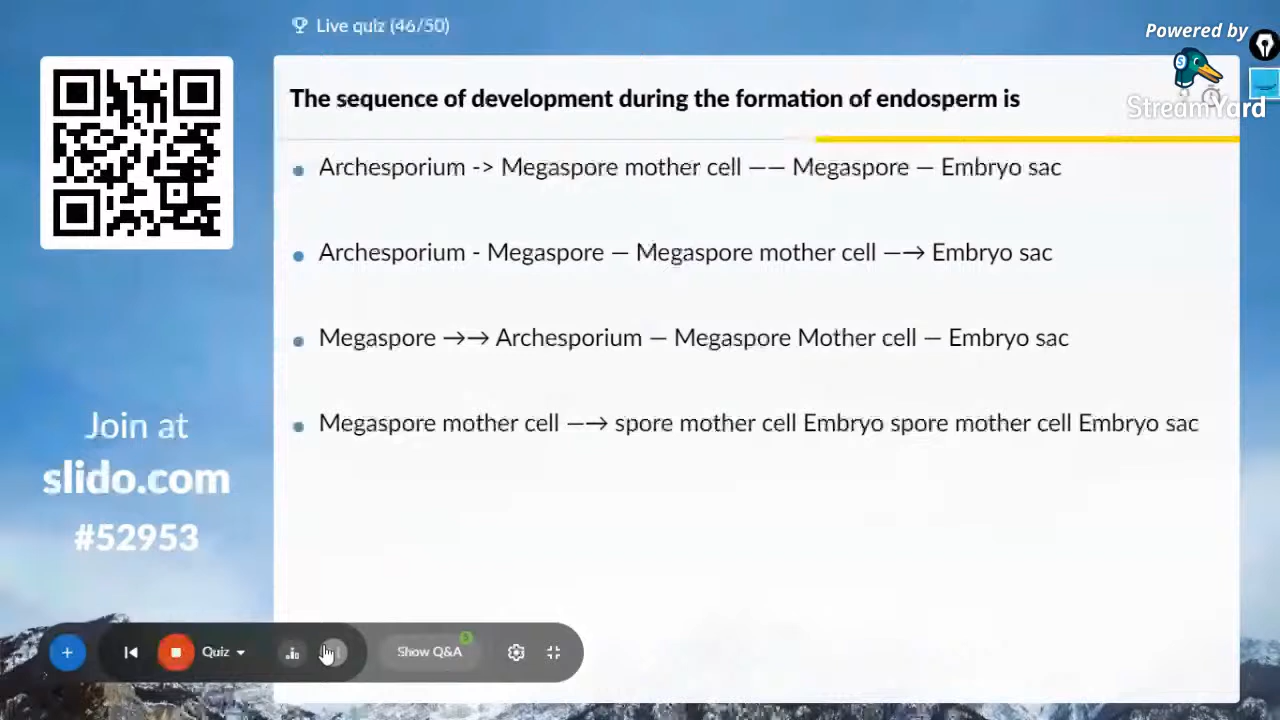 Live quiz (46/50)
Powered by
StreamYard
The sequence of development during the formation of endosperm is
Archesporium -> Megaspore mother cell —— Megaspore — Embryo sac
Archesporium - Megaspore — Megaspore mother cell —→ Embryo sac
Megaspore →→ Archesporium — Megaspore Mother cell — Embryo sac
Megaspore mother cell —→ spore mother cell Embryo spore mother cell Embryo sac
Join at
slido.com
#52953
Quiz
Show Q&A